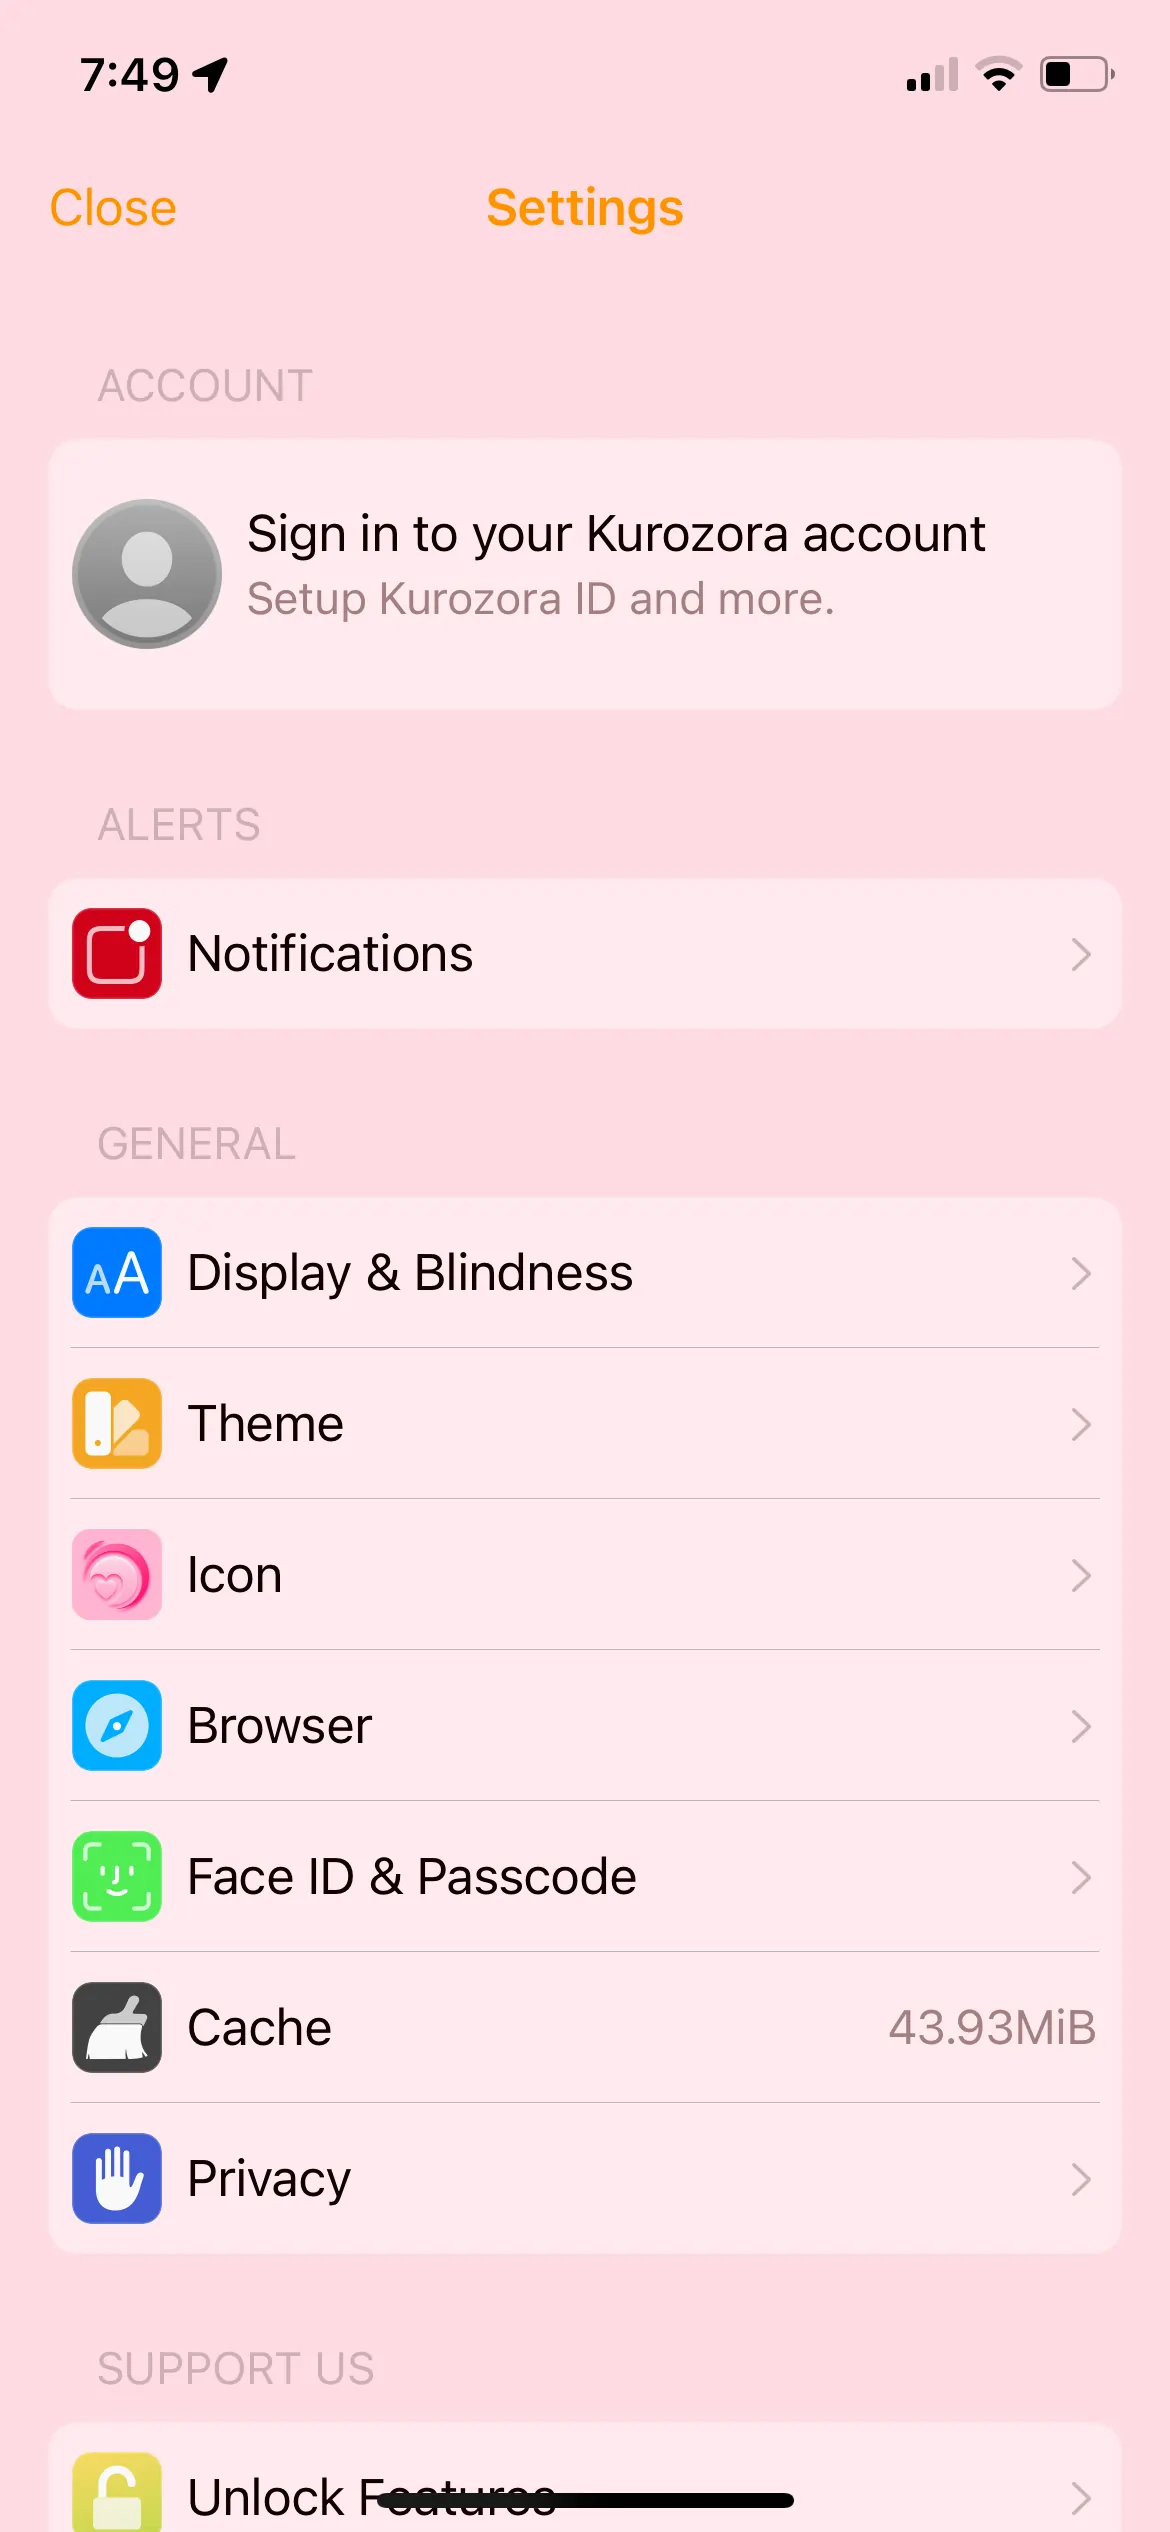 7:49
Close
Settings
ACCOUNT
Sign in to your Kurozora account
Setup Kurozora ID and more.
ALERTS
Notifications
GENERAL
AA
Display & Blindness
Theme
Icon
Browser
Face ID & Passcode
Cache
43.93MiB
Privacy
SUPPORT US
Unlock Features